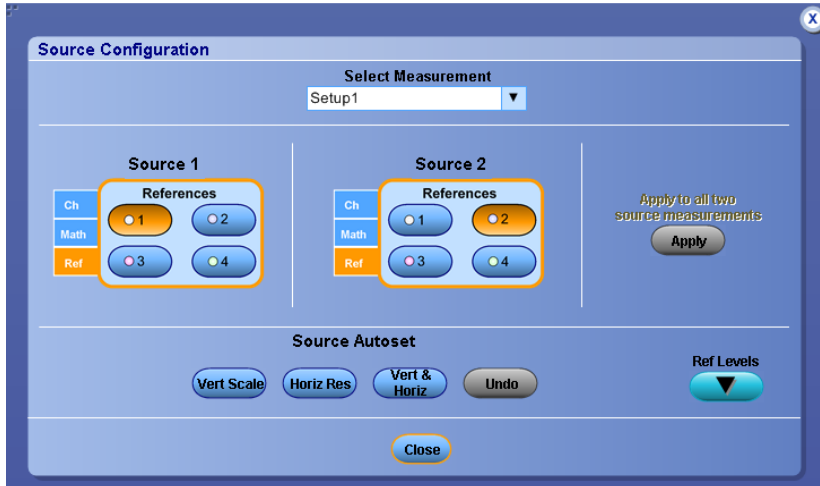 X
Source Configuration
Select Measurement
Setup1
Source 1
Ch
Math
Ref
References
1
2
3
4
Source 2
Ch
Math
Ref
References
1
2
3
4
Apply to all two
source measurements
Apply
Source Autoset
Vert Scale
Horiz Res
Vert &
Horiz
Undo
Ref Levels
Close